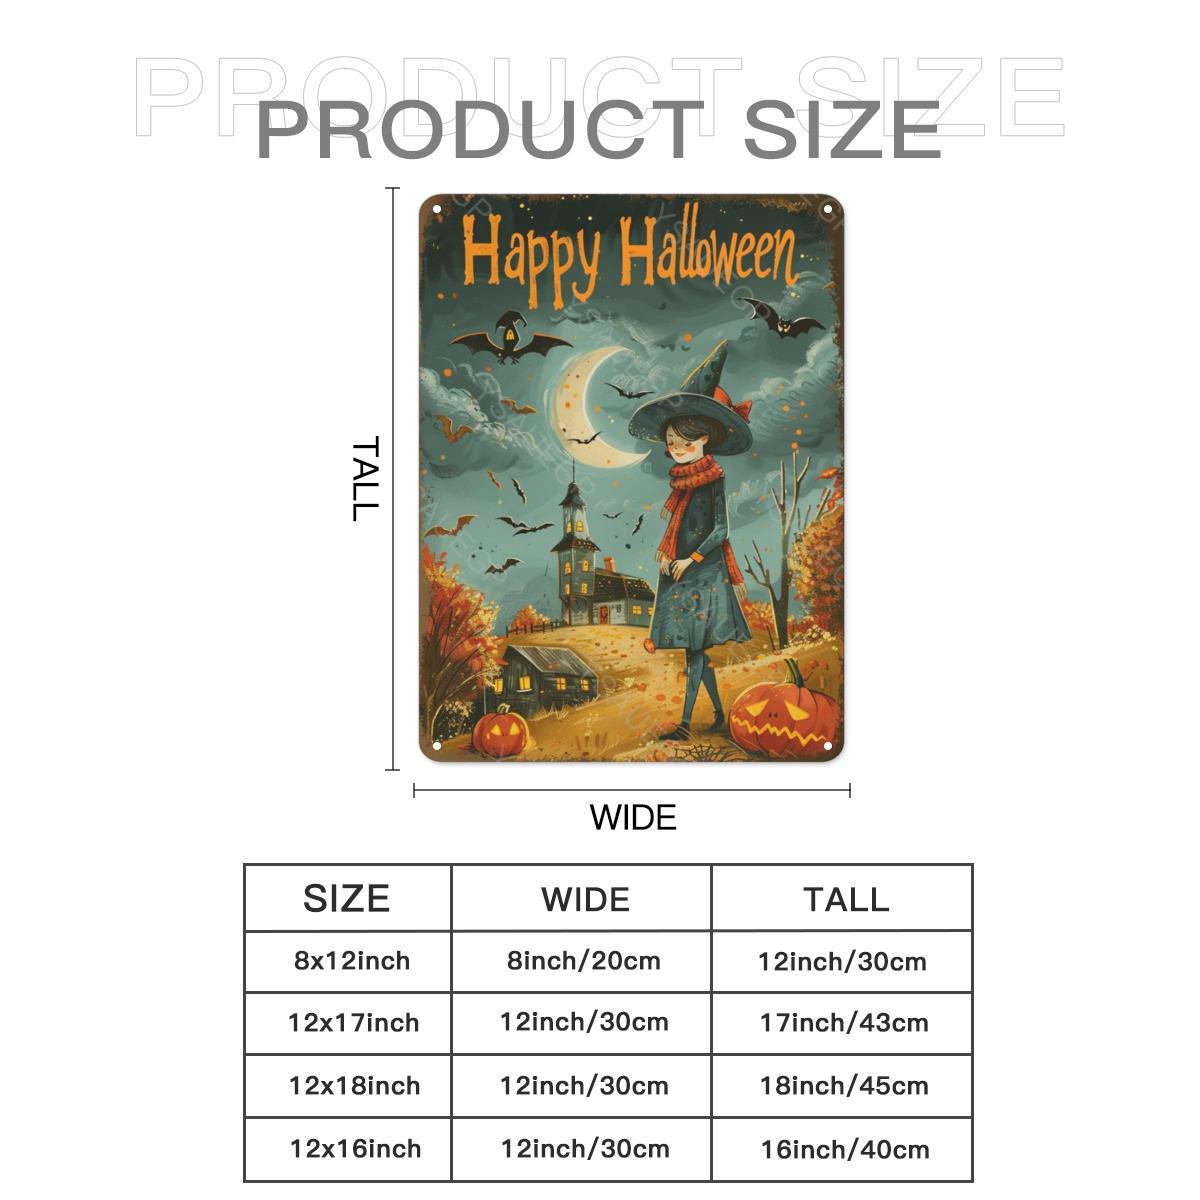 PRODUCT SIZE
PRODUCT SIZE
Happy Halloween
TALL
WIDE
SIZE WIDE TALL
8x12inch 8inch/20cm 12inch/30cm
12x17inch 12inch/30cm 17inch/43cm
12x18inch 12inch/30cm 18inch/45cm
12x16inch 12inch/30cm 16inch/40cm